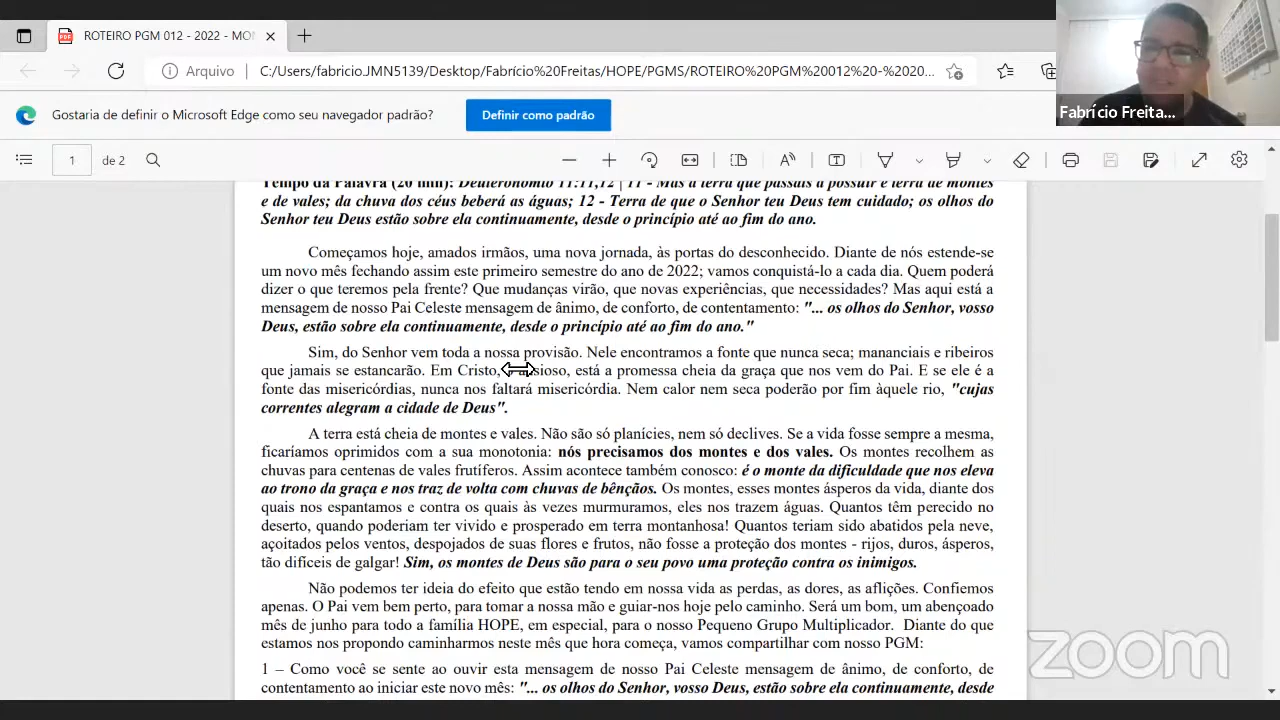 ROTEIRO PGM 012 - 2022 - MON
Arquivo | C:/Users/fabricio.JMN5139/Desktop/Fabrício%20Freitas/HOPE/PGMS/ROTEIRO%20PGM%20012%20-%2020...
Gostaria de definir o Microsoft Edge como seu navegador padrão? Definir como padrão
Fabrício Freita...
1 de 2
Tempo da Palavra (20 min): Deuteronômio 11:11,12 | 11 - Mas a terra que passais a possuir é terra de montes
e de vales; da chuva dos céus beberá as águas; 12 - Terra de que o Senhor teu Deus tem cuidado; os olhos do
Senhor teu Deus estão sobre ela continuamente, desde o princípio até ao fim do ano.
Começamos hoje, amados irmãos, uma nova jornada, às portas do desconhecido. Diante de nós estende-se
um novo mês fechando assim este primeiro semestre do ano de 2022; vamos conquistá-lo a cada dia. Quem poderá
dizer o que teremos pela frente? Que mudanças virão, que novas experiências, que necessidades? Mas aqui está a
mensagem de nosso Pai Celeste mensagem de ânimo, de conforto, de contentamento: "... os olhos do Senhor, vosso
Deus, estão sobre ela continuamente, desde o princípio até ao fim do ano."
Sim, do Senhor vem toda a nossa provisão. Nele encontramos a fonte que nunca seca; mananciais e ribeiros
que jamais se estancarão. Em Cristo, está a promessa cheia da graça que nos vem do Pai. E se ele é a
fonte das misericórdias, nunca nos faltará misericórdia. Nem calor nem seca poderão por fim àquele rio, "cujas
correntes alegram a cidade de Deus".
A terra está cheia de montes e vales. Não são só planícies, nem só declives. Se a vida fosse sempre a mesma,
ficaríamos oprimidos com a sua monotonia: nós precisamos dos montes e dos vales. Os montes recolhem as
chuvas para centenas de vales frutíferos. Assim acontece também conosco: é o monte da dificuldade que nos eleva
ao trono da graça e nos traz de volta com chuvas de bênçãos. Os montes, esses montes ásperos da vida, diante dos
quais nos espantamos e contra os quais às vezes murmuramos, eles nos trazem águas. Quantos têm perecido no
deserto, quando poderiam ter vivido e prosperado em terra montanhosa! Quantos teriam sido abatidos pela neve,
açoitados pelos ventos, despojados de suas flores e frutos, não fosse a proteção dos montes - rijos, duros, ásperos,
tão difíceis de galgar! Sim, os montes de Deus são para o seu povo uma proteção contra os inimigos.
Não podemos ter ideia do efeito que estão tendo em nossa vida as perdas, as dores, as aflições. Confiemos
apenas. O Pai vem bem perto, para tomar a nossa mão e guiar-nos hoje pelo caminho. Será um bom, um abençoado
mês de junho para todo a família HOPE, em especial, para o nosso Pequeno Grupo Multiplicador. Diante do que
estamos nos propondo caminharmos neste mês que hora começa, vamos compartilhar com nosso PGM:
1 – Como você se sente ao ouvir esta mensagem de nosso Pai Celeste mensagem de ânimo, de conforto, de
contentamento ao iniciar este novo mês: "... os olhos do Senhor, vosso Deus, estão sobre ela continuamente, desde
zoom